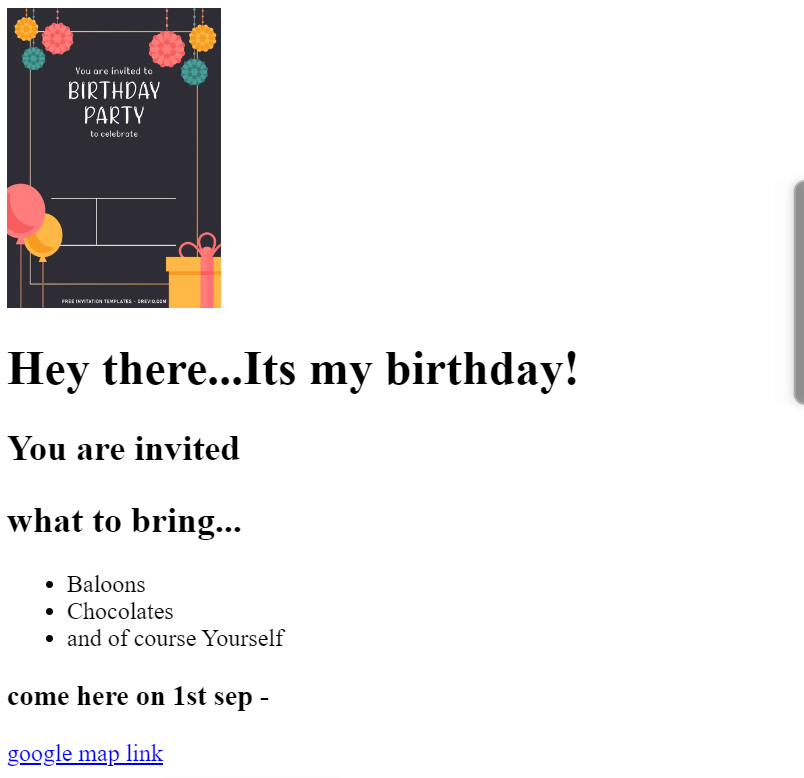 You are invited to
BIRTHDAY
PARTY
to celebrate
FREE INVITATION TEMPLATES - DREVIO.COM
Hey there...Its my birthday!
You are invited
what to bring...
Baloons
Chocolates
and of course Yourself
come here on 1st sep -
google map link